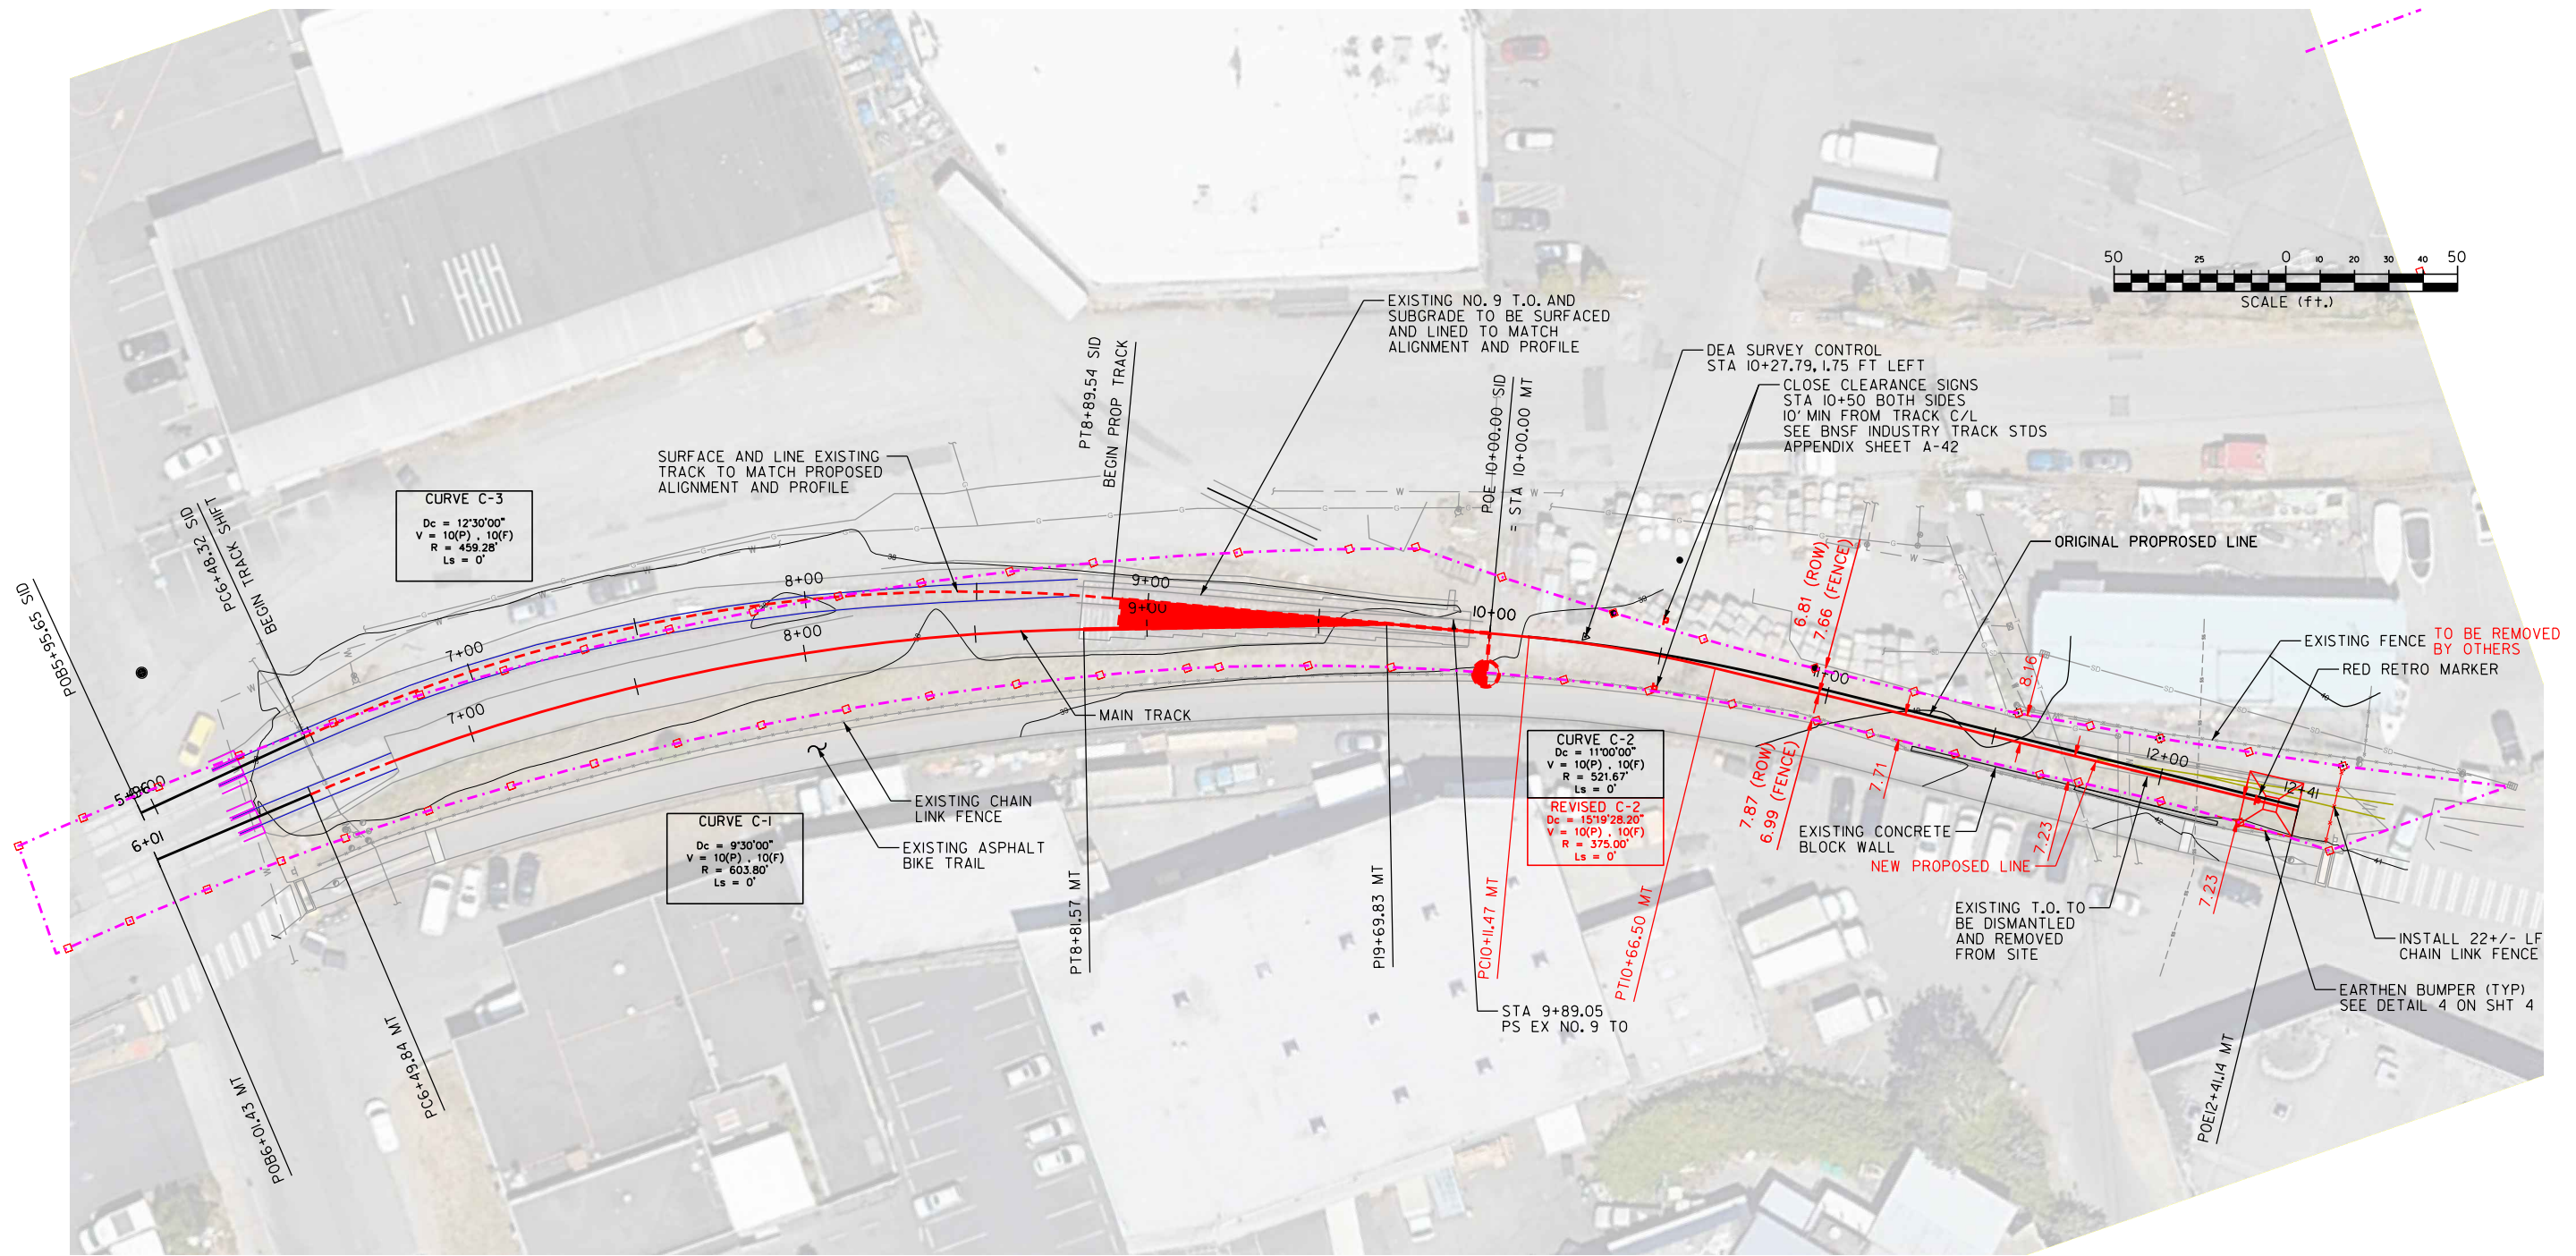 50 25 0 10 20 30 40 50
SCALE (ft.)
EXISTING NO. 9 T.O. AND
SUBGRADE TO BE SURFACED
AND LINED TO MATCH
ALIGNMENT AND PROFILE
DEA SURVEY CONTROL
STA 10+27.79, 1.75 FT LEFT
CLOSE CLEARANCE SIGNS
STA 10+50 BOTH SIDES
10' MIN FROM TRACK C/L
SEE BNSF INDUSTRY TRACK STDS
APPENDIX SHEET A-42
PT8+89.54 SID
BEGIN PROP TRACK
POE 10+00.00 SID
= STA 10+00.00 MT
SURFACE AND LINE EXISTING
TRACK TO MATCH PROPOSED
ALIGNMENT AND PROFILE
CURVE C-3
Dc = 12°30'00"
V = 10(P) , 10(F)
R = 459.28'
Ls = 0'
POB5+95.65 SID
PC6+48.32 SID
BEGIN TRACK SHIFT
ORIGINAL PROPROSED LINE
6.81 (ROW)
7.66 (FENCE)
8.16
EXISTING FENCE TO BE REMOVED
BY OTHERS
RED RETRO MARKER
7+00
8+00
9+00
9+00
10+00
11+00
12+00
12+41
7+00
8+00
6+01
MAIN TRACK
EXISTING CHAIN
LINK FENCE
EXISTING ASPHALT
BIKE TRAIL
CURVE C-1
Dc = 9°30'00"
V = 10(P) , 10(F)
R = 603.80'
Ls = 0'
CURVE C-2
Dc = 11°00'00"
V = 10(P) , 10(F)
R = 521.67'
Ls = 0'
REVISED C-2
Dc = 15°19'28.20"
V = 10(P) , 10(F)
R = 375.00'
Ls = 0'
7.87 (ROW)
6.99 (FENCE)
7.71
EXISTING CONCRETE
BLOCK WALL
NEW PROPOSED LINE
7.23
7.23
EXISTING T.O. TO
BE DISMANTLED
AND REMOVED
FROM SITE
INSTALL 22+/- LF
CHAIN LINK FENCE
EARTHEN BUMPER (TYP)
SEE DETAIL 4 ON SHT 4
STA 9+89.05
PS EX NO. 9 TO
POB6+01.43 MT
PC6+49.84 MT
PT8+81.57 MT
PI9+69.83 MT
PC10+11.47 MT
PT10+66.50 MT
POE12+41.14 MT